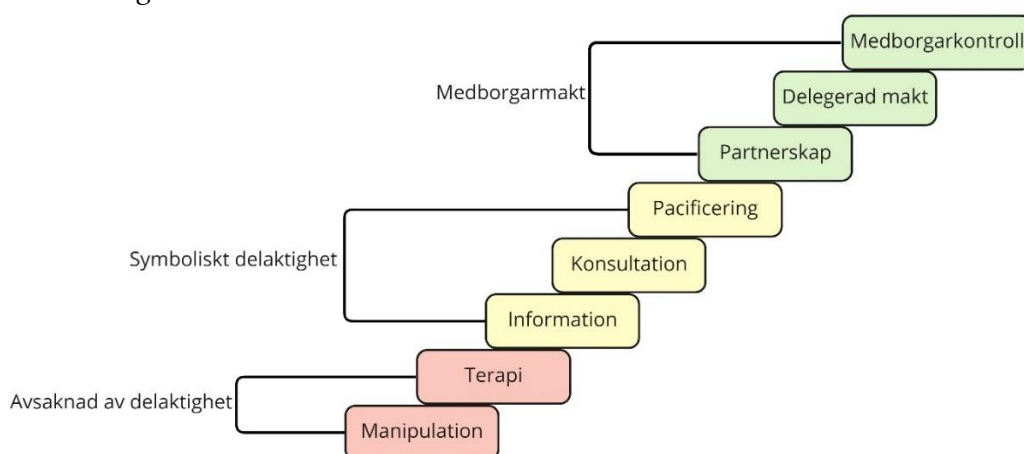 Medborgarkontroll
Medborgarmakt
Delegerad makt
Partnerskap
Pacificering
Symboliskt delaktighet
Konsultation
Information
Terapi
Avsaknad av delaktighet
Manipulation